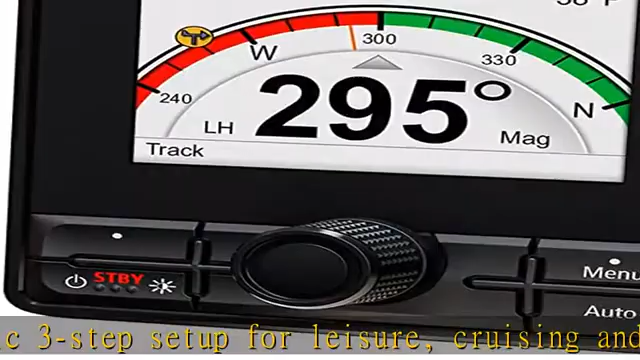 300
W
330
240
N
295°
LH
Mag
Track
STBY
Menu
Auto
3-step setup for leisure, cruising and